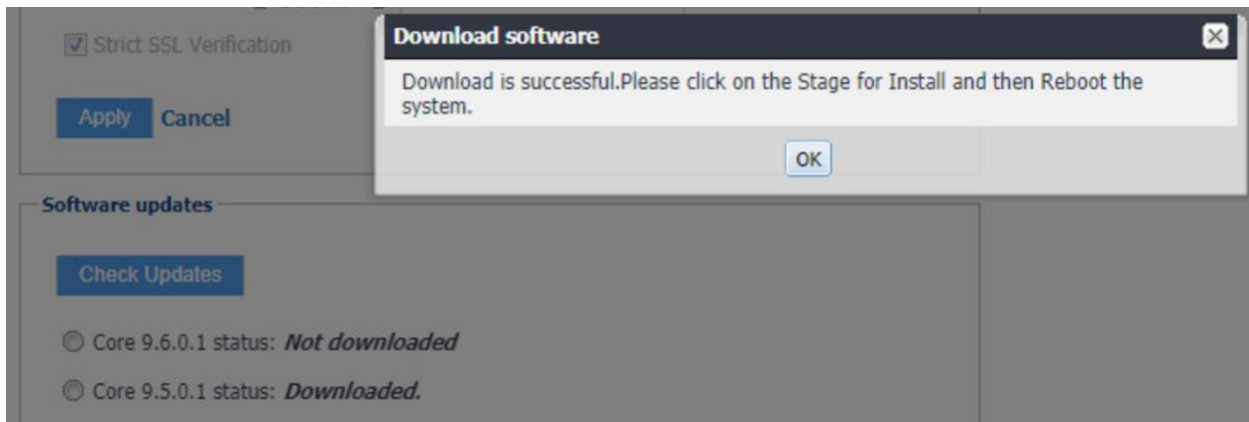 Strict SSL Verification
Apply Cancel
Download software
Download is successful.Please click on the Stage for Install and then Reboot the
system.
OK
Software updates
Check Updates
Core 9.6.0.1 status: Not downloaded
Core 9.5.0.1 status: Downloaded.